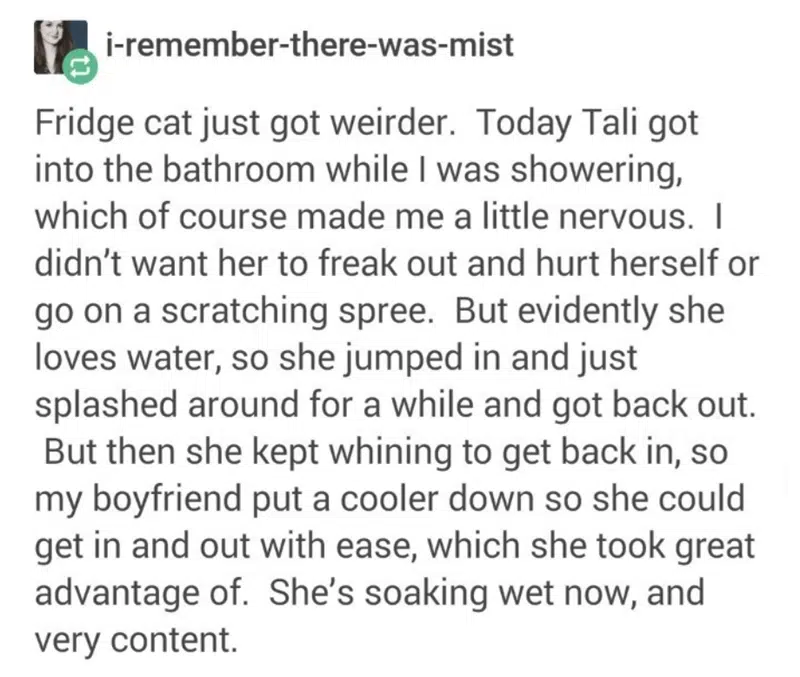 i-remember-there-was-mist
Fridge cat just got weirder.  Today Tali got
into the bathroom while I was showering,
which of course made me a little nervous.  I
didn't want her to freak out and hurt herself or
go on a scratching spree.  But evidently she
loves water, so she jumped in and just
splashed around for a while and got back out.
But then she kept whining to get back in, so
my boyfriend put a cooler down so she could
get in and out with ease, which she took great
advantage of.  She's soaking wet now, and
very content.